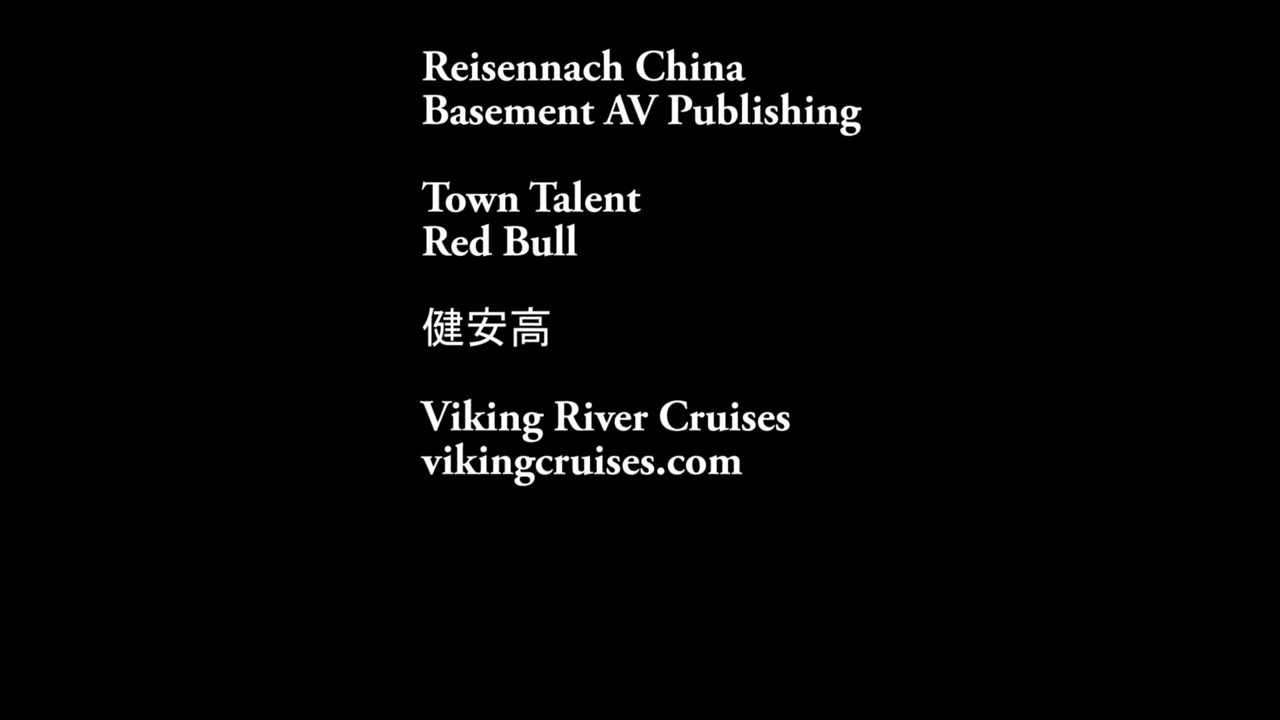 Reisennach China
Basement AV Publishing
Town Talent
Red Bull
健安高
Viking River Cruises
vikingcruises.com